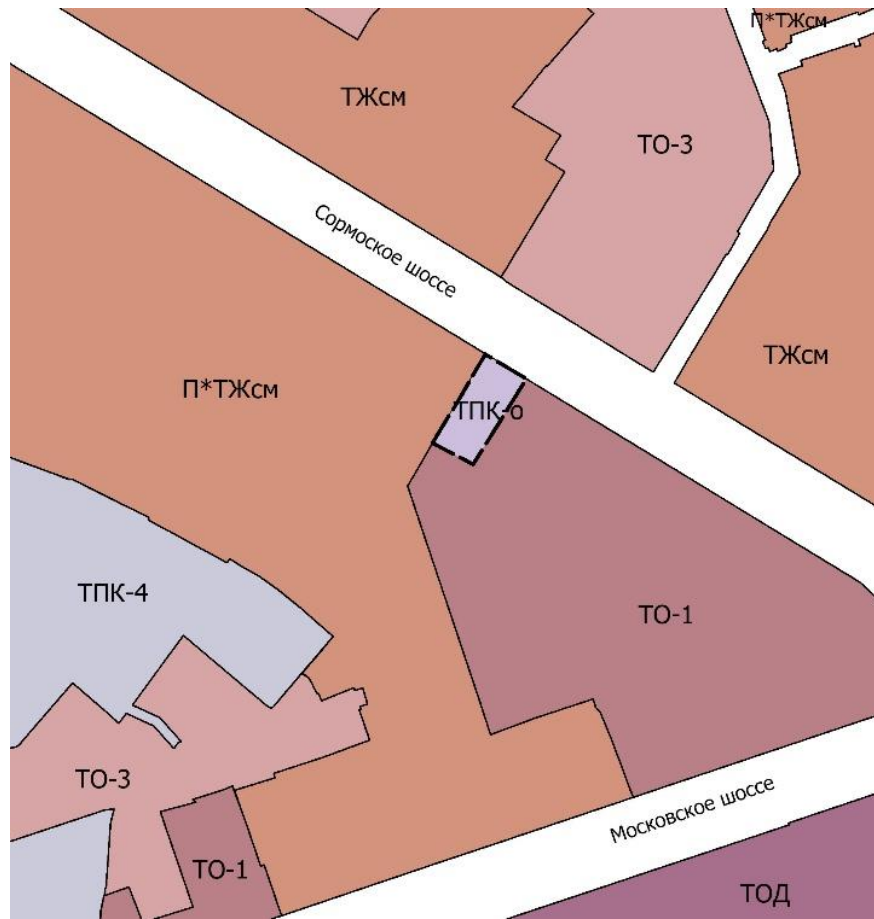 П*ТЖсм
ТЖсм
ТО-3
Сормоское шоссе
ТЖсм
П*ТЖсм
ТПК-о
ТПК-4
ТО-1
ТО-3
Московское шоссе
ТО-1
ТОД